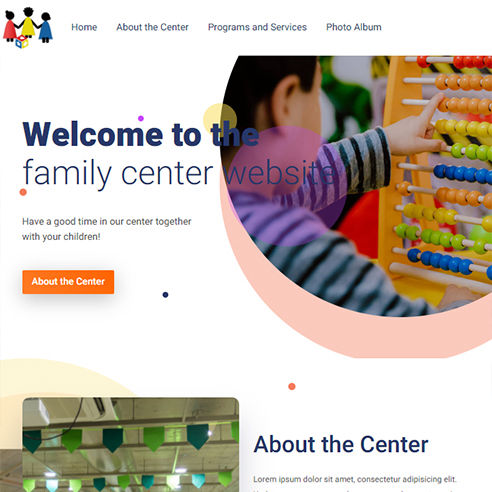 Home About the Center Programs and Services Photo Album
Welcome to the
family center website
Have a good time in our center together
with your children!
About the Center
About the Center
Lorem ipsum dolor sit amet, consectetur adipisicing elit.